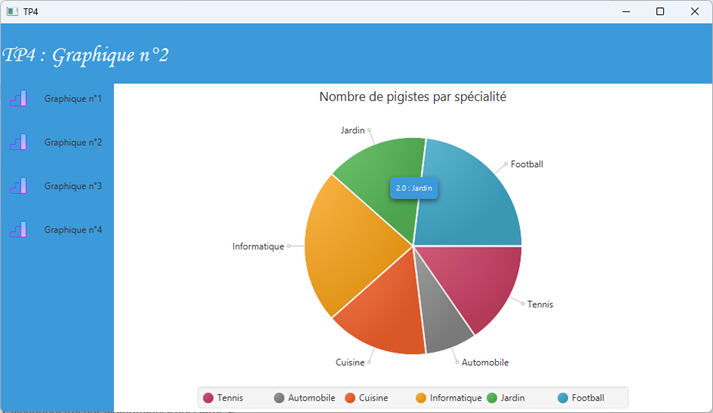 TP4
TP4 : Graphique n°2
Graphique n°1
Graphique n°2
Graphique n°3
Graphique n°4
Nombre de pigistes par spécialité
Jardin
Football
2.0 : Jardin
Informatique
Tennis
Cuisine
Automobile
Tennis Automobile Cuisine Informatique Jardin Football